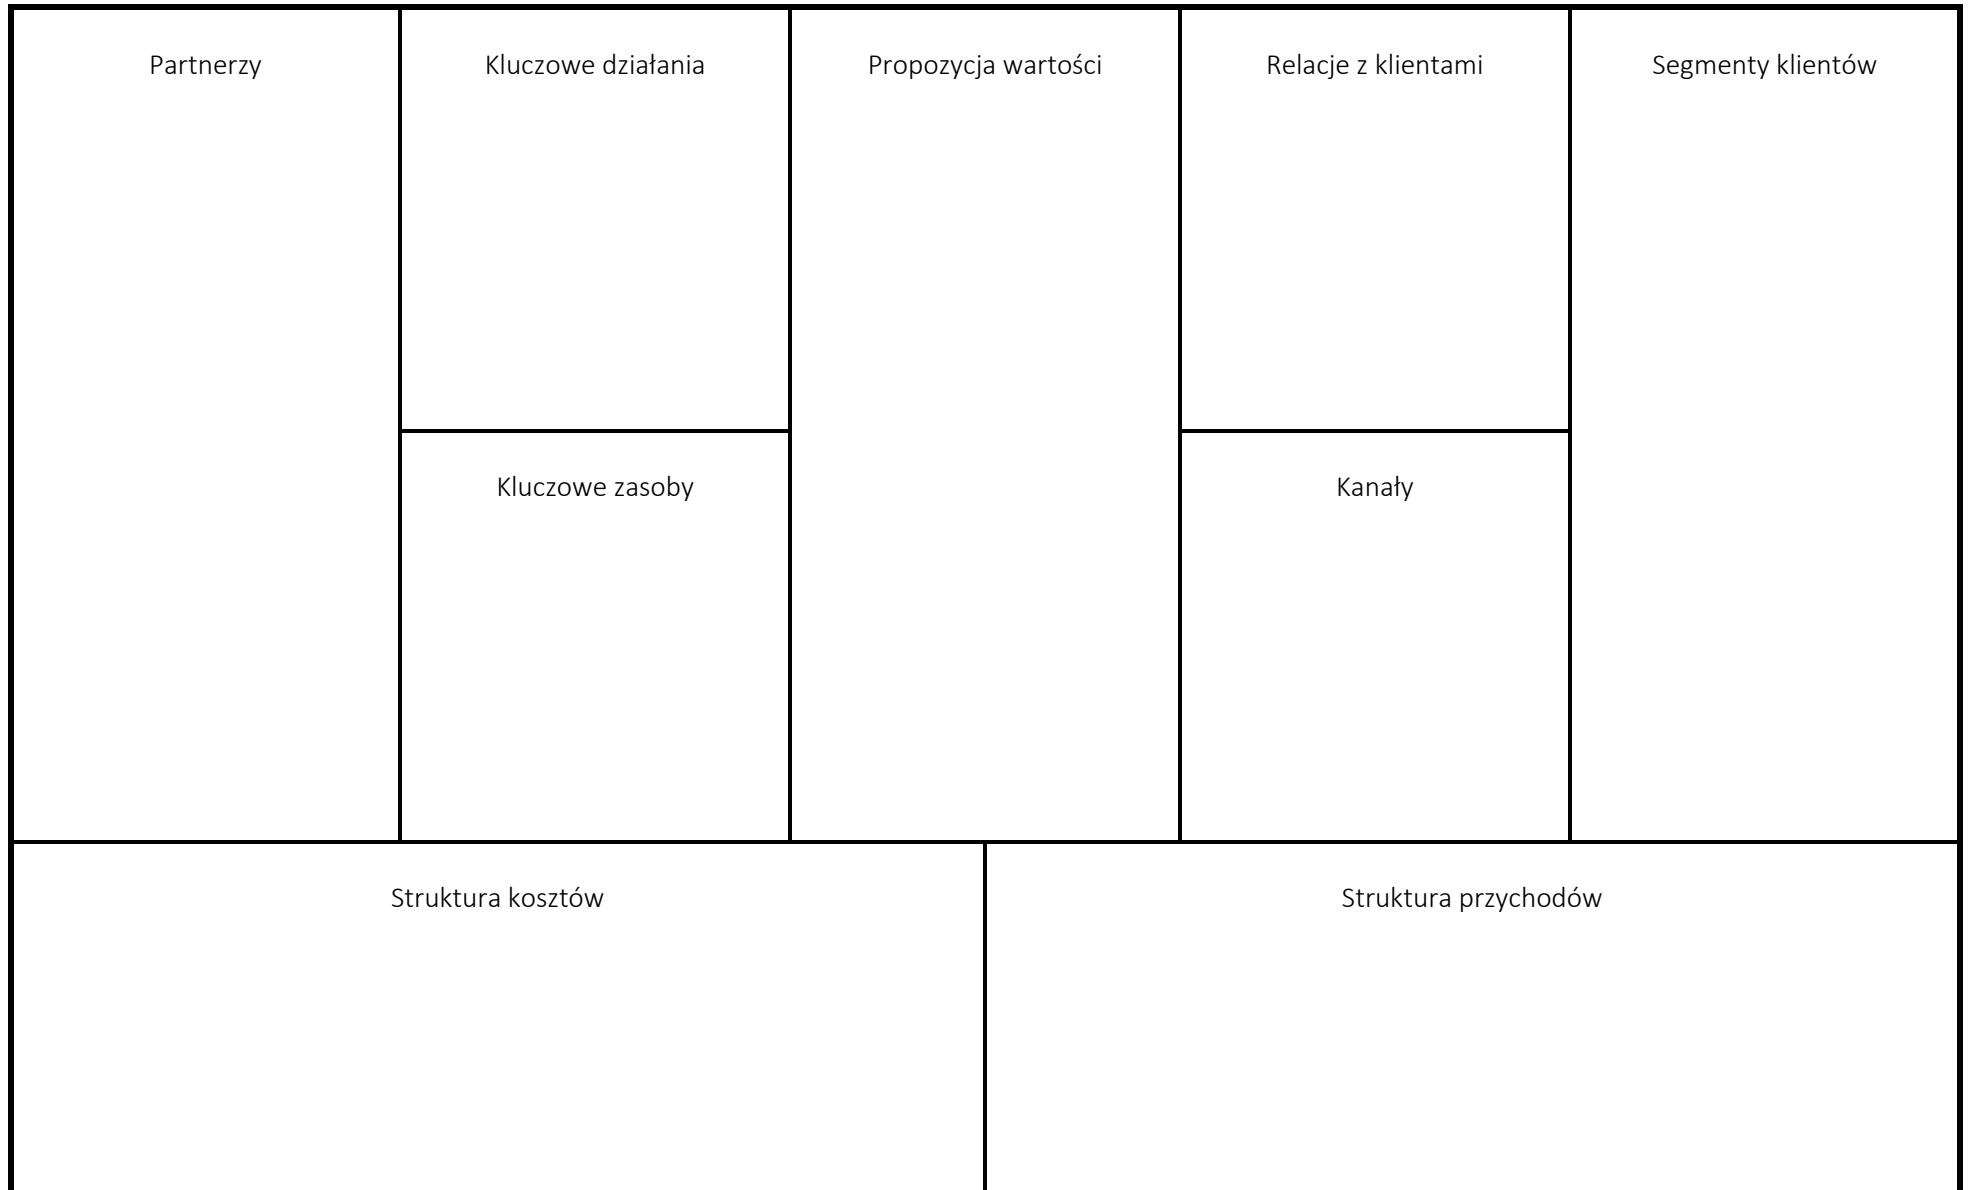 Partnerzy
Kluczowe działania
Propozycja wartości
Relacje z klientami
Segmenty klientów
Kluczowe zasoby
Kanały
Struktura kosztów
Struktura przychodów